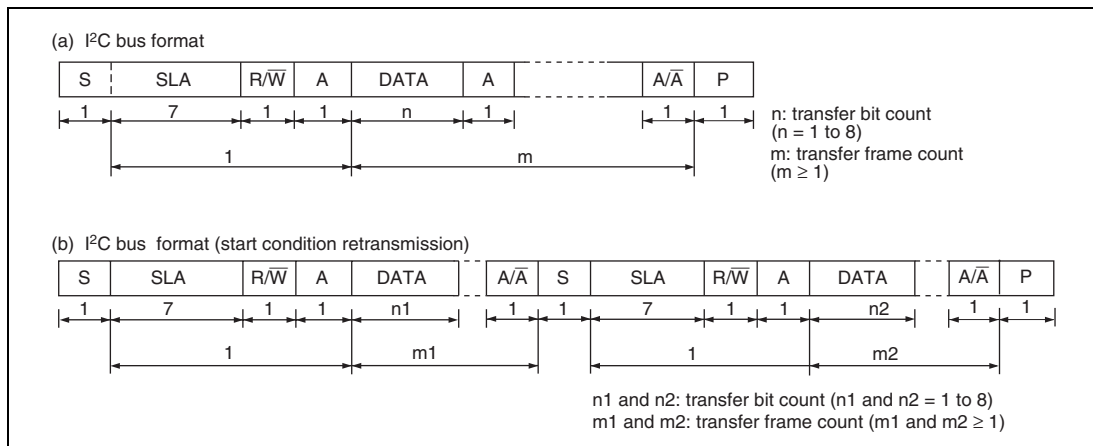 (a) I²C bus format
S SLA R/W̅ A DATA A A/A̅ P
1 7 1 1 n 1 1 1
1 m
n: transfer bit count
(n = 1 to 8)
m: transfer frame count
(m ≥ 1)
(b) I²C bus format (start condition retransmission)
S SLA R/W̅ A DATA A/A̅ S SLA R/W̅ A DATA A/A̅ P
1 7 1 1 n1 1 1 7 1 1 n2 1 1
1 m1 1 m2
n1 and n2: transfer bit count (n1 and n2 = 1 to 8)
m1 and m2: transfer frame count (m1 and m2 ≥ 1)